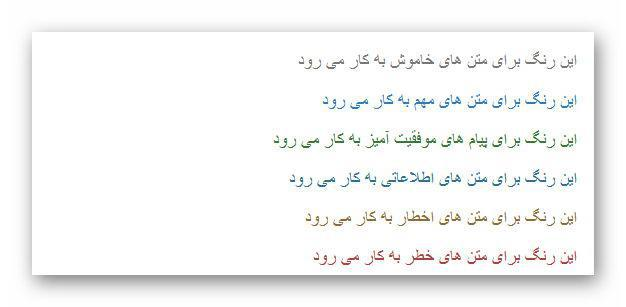 این رنگ برای متن های خاموش به کار می رود
این رنگ برای متن های مهم به کار می رود
این رنگ برای پیام های موفقیت آمیز به کار می رود
این رنگ برای متن های اطلاعاتی به کار می رود
این رنگ برای متن های اخطار به کار می رود
این رنگ برای متن های خطر به کار می رود